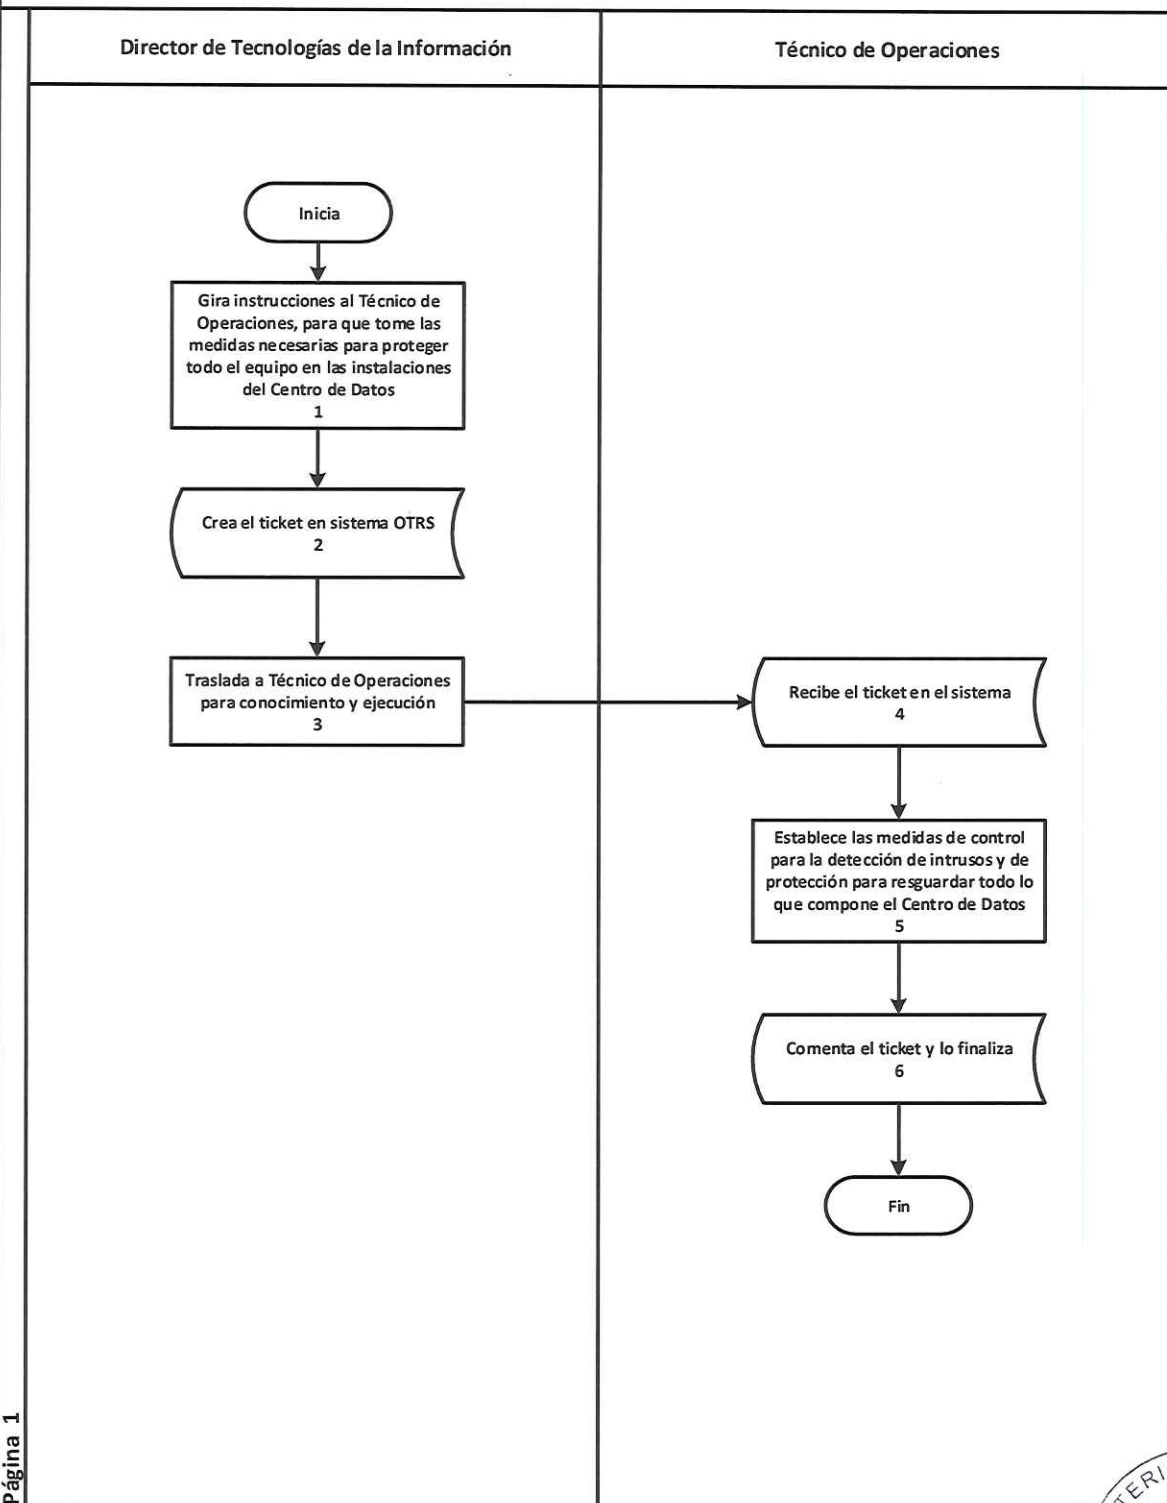 Director de Tecnologías de la Información
Técnico de Operaciones
Inicia
Gira instrucciones al Técnico de
Operaciones, para que tome las
medidas necesarias para proteger
todo el equipo en las instalaciones
del Centro de Datos
1
Crea el ticket en sistema OTRS
2
Traslada a Técnico de Operaciones
para conocimiento y ejecución
3
Recibe el ticket en el sistema
4
Establece las medidas de control
para la detección de intrusos y de
protección para resguardar todo lo
que compone el Centro de Datos
5
Comenta el ticket y lo finaliza
6
Fin
Página 1